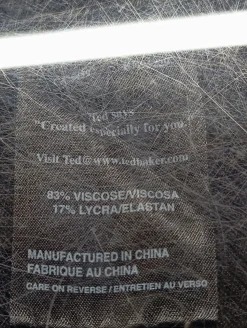 Ted says
"Created especially for you."
Visit Ted@www.tedbaker.com
83% VISCOSE/VISCOSA
17% LYCRA/ELASTAN
MANUFACTURED IN CHINA
FABRIQUE AU CHINA
CARE ON REVERSE / ENTRETIEN AU VERSO